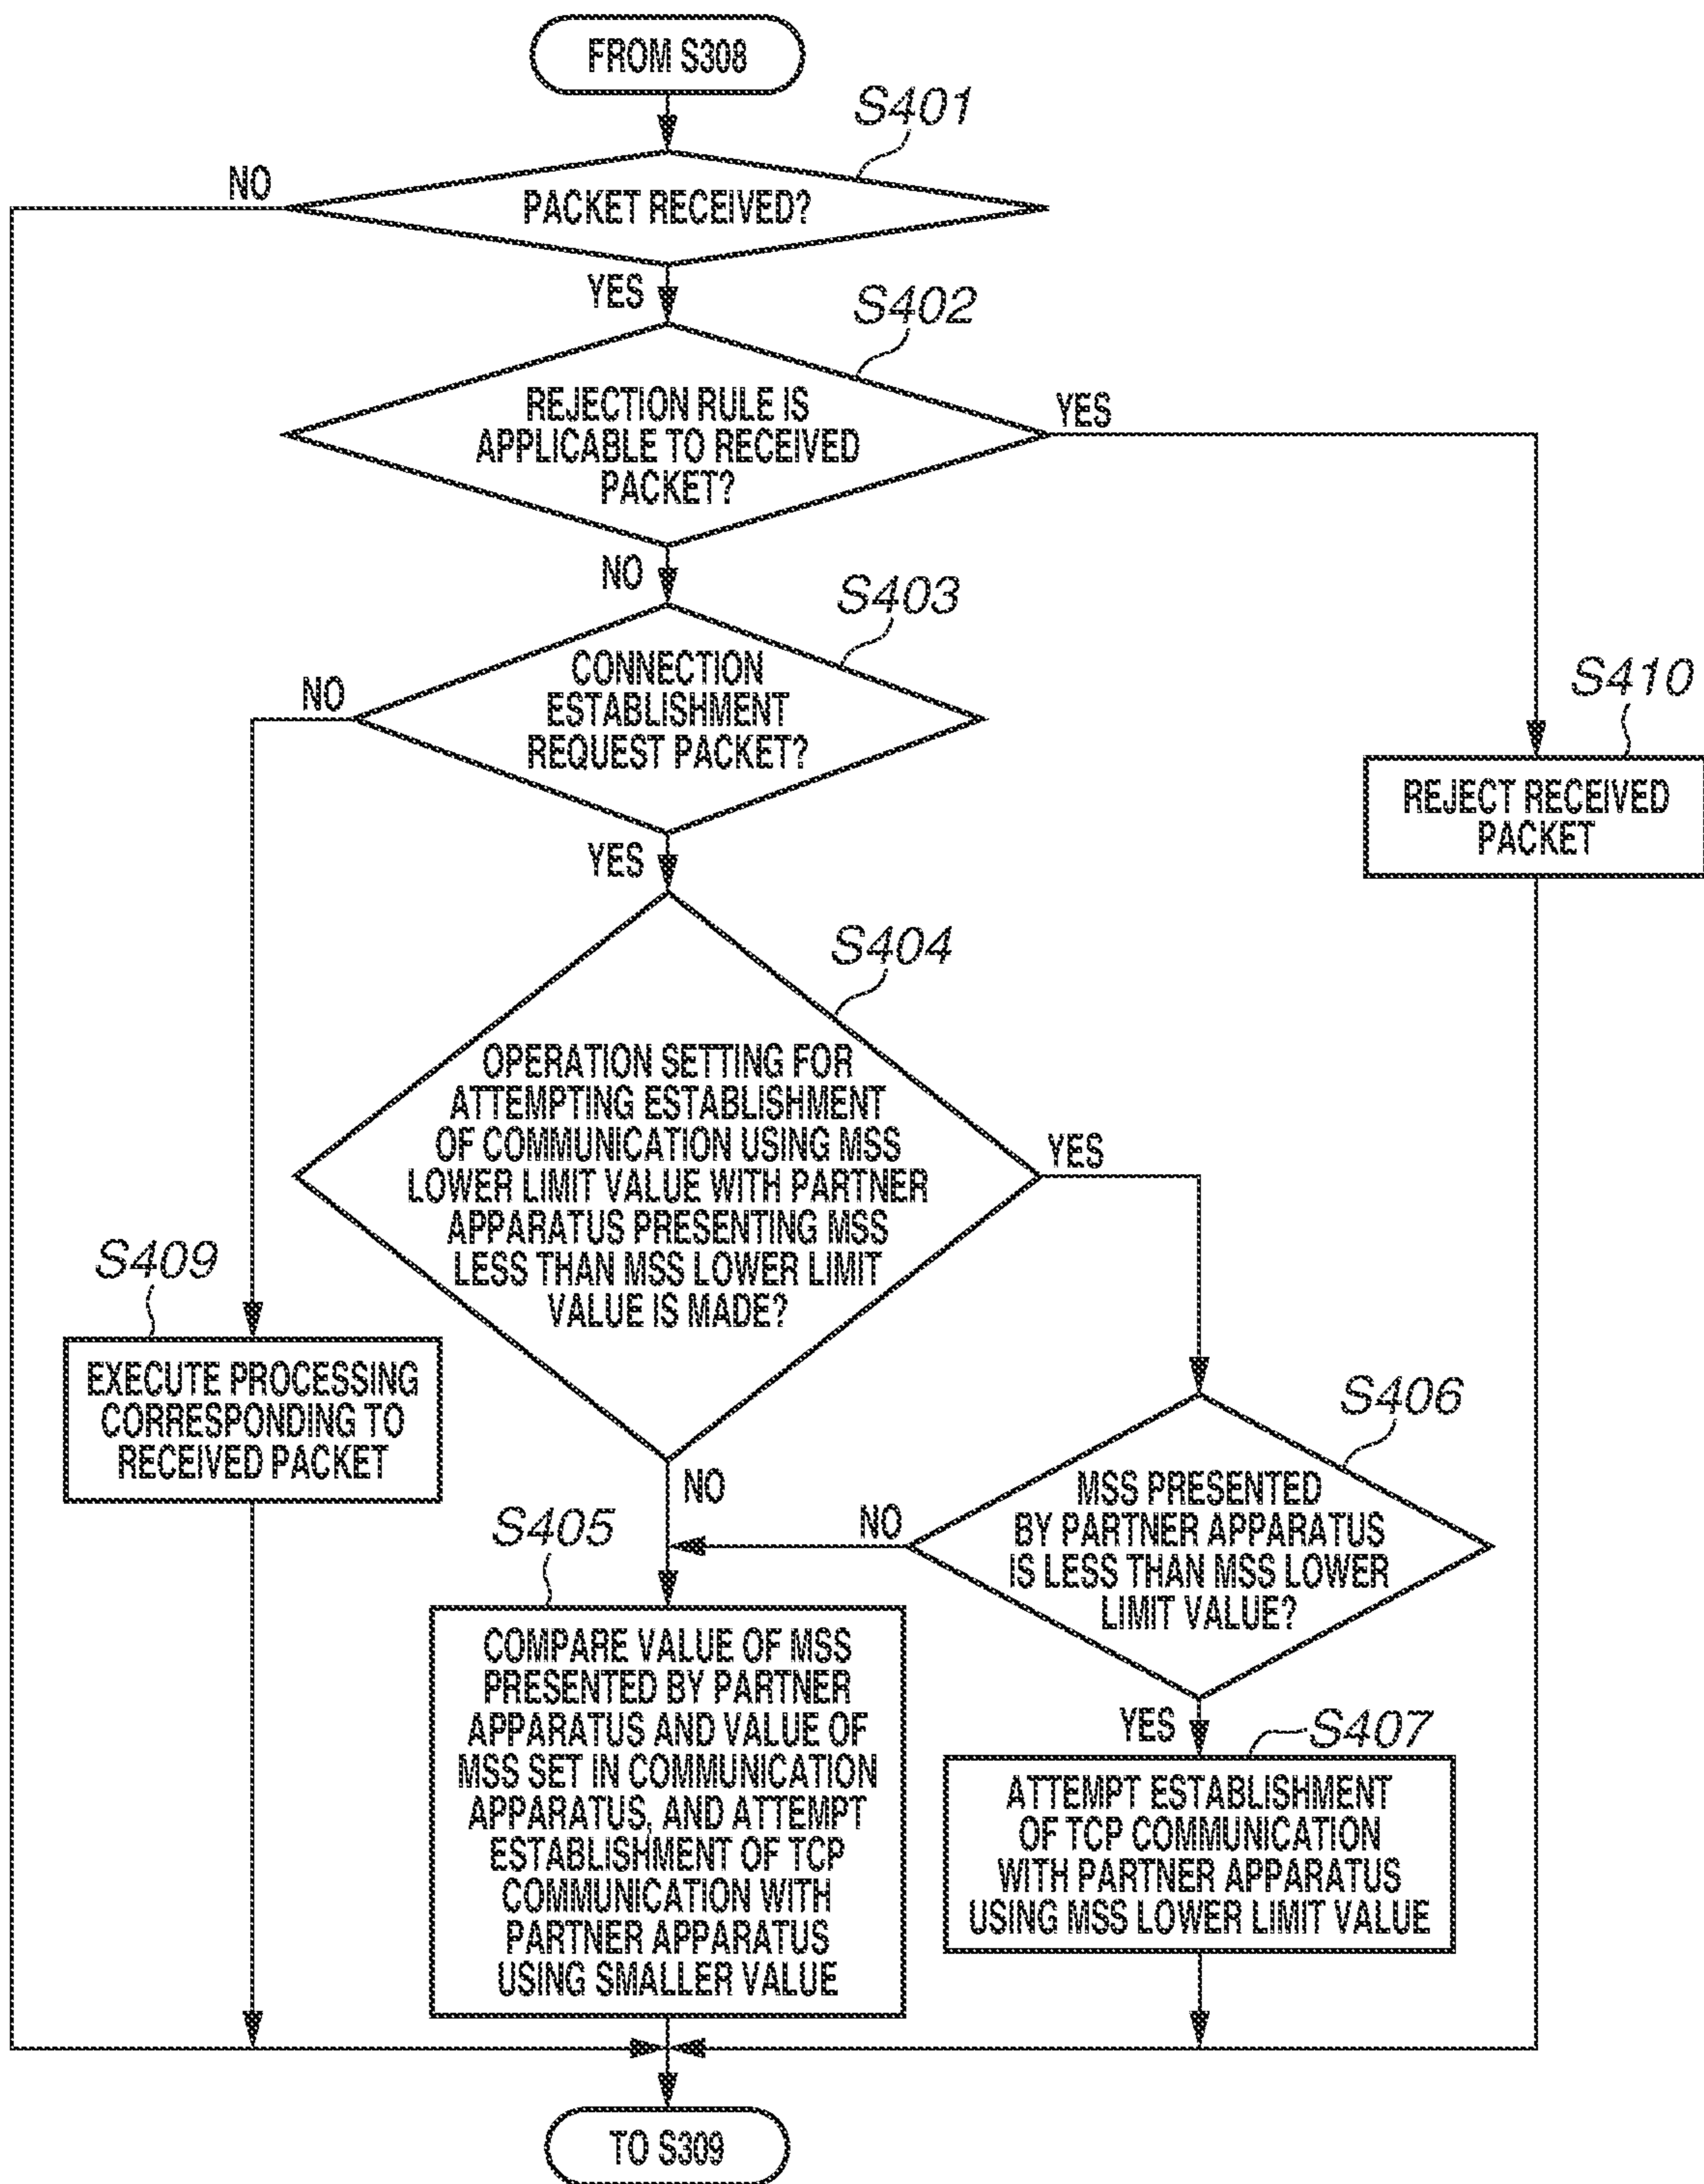 FROM S308
S401
NO
PACKET RECEIVED?
YES
S402
REJECTION RULE IS
APPLICABLE TO RECEIVED
PACKET?
YES
NO
S403
CONNECTION
ESTABLISHMENT
REQUEST PACKET?
NO
S410
REJECT RECEIVED
PACKET
YES
S404
OPERATION SETTING FOR
ATTEMPTING ESTABLISHMENT
OF COMMUNICATION USING MSS
LOWER LIMIT VALUE WITH PARTNER
APPARATUS PRESENTING MSS
LESS THAN MSS LOWER LIMIT
VALUE IS MADE?
YES
S409
EXECUTE PROCESSING
CORRESPONDING TO
RECEIVED PACKET
S406
MSS PRESENTED
BY PARTNER APPARATUS
IS LESS THAN MSS LOWER
LIMIT VALUE?
NO
NO
S405
COMPARE VALUE OF MSS
PRESENTED BY PARTNER
APPARATUS AND VALUE OF
MSS SET IN COMMUNICATION
APPARATUS, AND ATTEMPT
ESTABLISHMENT OF TCP
COMMUNICATION WITH
PARTNER APPARATUS
USING SMALLER VALUE
YES
S407
ATTEMPT ESTABLISHMENT
OF TCP COMMUNICATION
WITH PARTNER APPARATUS
USING MSS LOWER LIMIT VALUE
TO S309